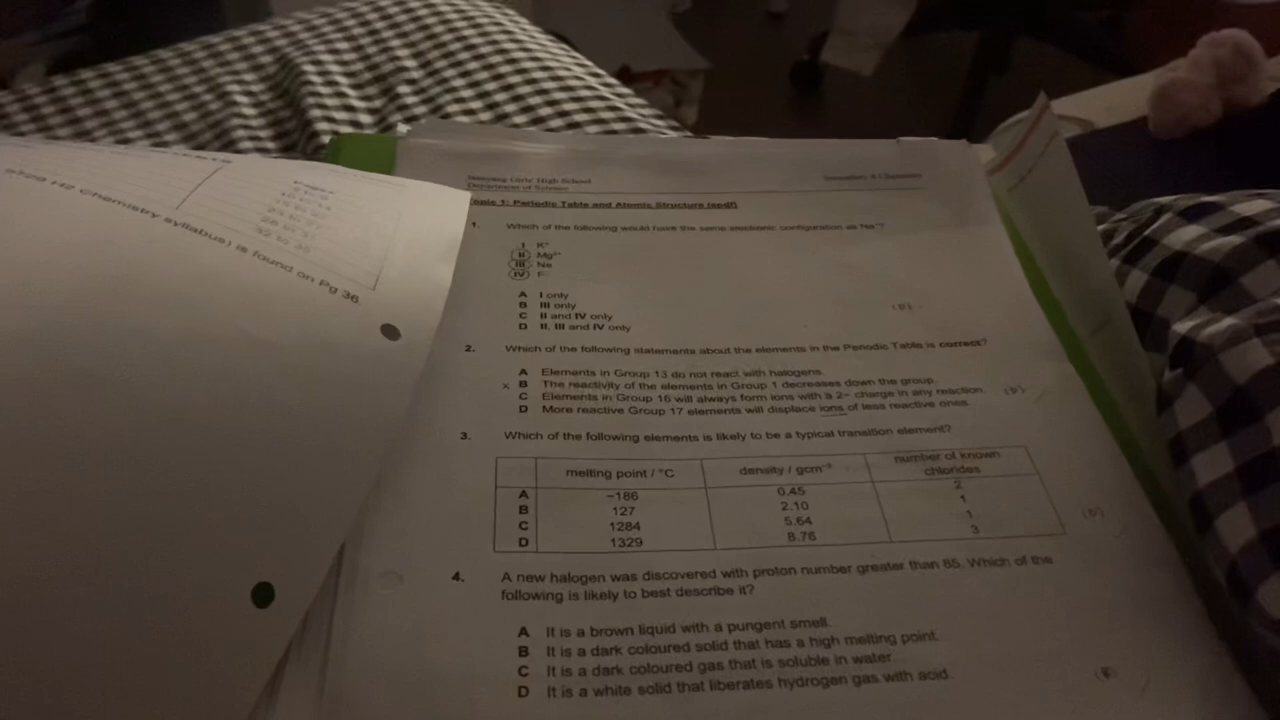 Nanyang Girls' High School
Department of Science
Secondary 4 Chemistry
Topic 1: Periodic Table and Atomic Structure
1. Which of the following would have the same electronic configuration as Na⁺?
I K⁺
II Mg²⁺
III Ne
IV F⁻
A I only
B III only
C II and IV only
D II, III and IV only
(D)
2. Which of the following statements about the elements in the Periodic Table is correct?
A Elements in Group 13 do not react with halogens.
x B The reactivity of the elements in Group 1 decreases down the group.
C Elements in Group 16 will always form ions with a 2− charge in any reaction.
D More reactive Group 17 elements will displace ions of less reactive ones.
(D)
3. Which of the following elements is likely to be a typical transition element?
melting point / °C density / gcm⁻³ number of known chlorides
A −186 0.45 2
B 127 2.10 1
C 1284 5.64 1
D 1329 8.76 3
(D)
4. A new halogen was discovered with proton number greater than 85. Which of the
following is likely to best describe it?
A It is a brown liquid with a pungent smell.
B It is a dark coloured solid that has a high melting point.
C It is a dark coloured gas that is soluble in water.
D It is a white solid that liberates hydrogen gas with acid.
Chemistry syllabus) is found on Pg 36.